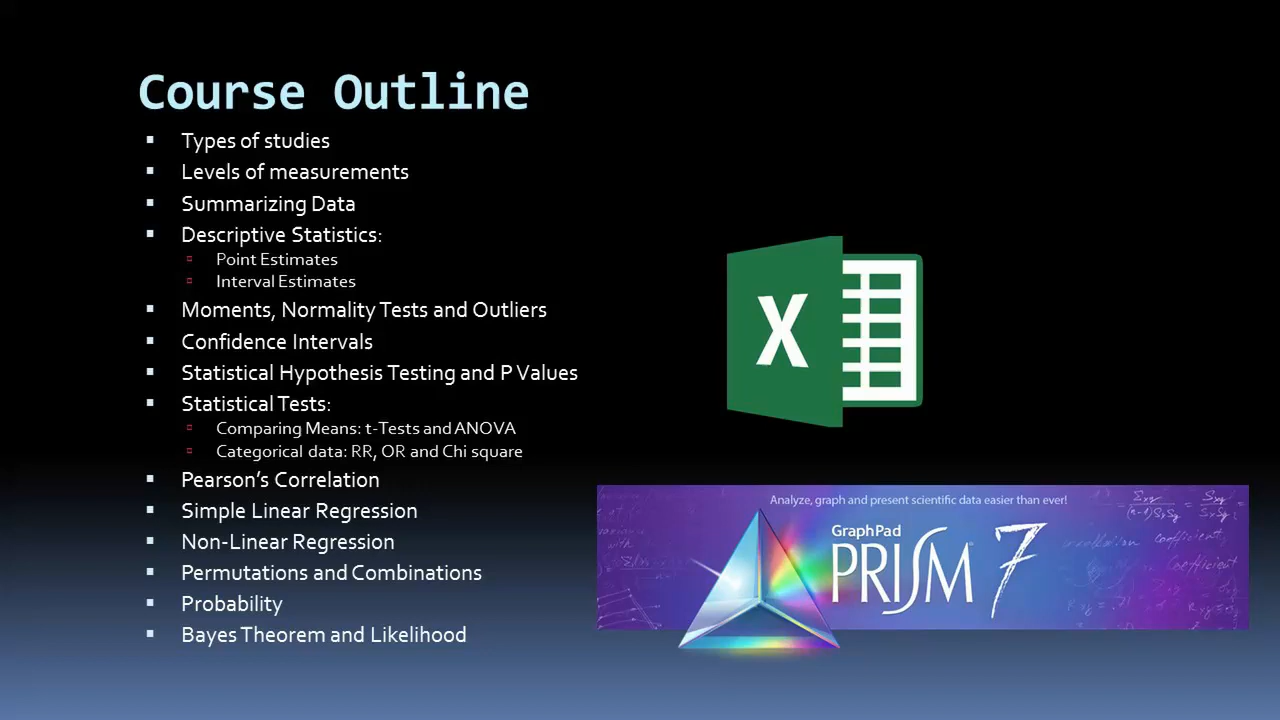 Course Outline
Types of studies
Levels of measurements
Summarizing Data
Descriptive Statistics:
Point Estimates
Interval Estimates
Moments, Normality Tests and Outliers
Confidence Intervals
Statistical Hypothesis Testing and P Values
Statistical Tests:
Comparing Means: t-Tests and ANOVA
Categorical data: RR, OR and Chi square
Pearson's Correlation
Simple Linear Regression
Non-Linear Regression
Permutations and Combinations
Probability
Bayes Theorem and Likelihood
X
Analyze, graph and present scientific data easier than ever!
GraphPad
PRISM 7